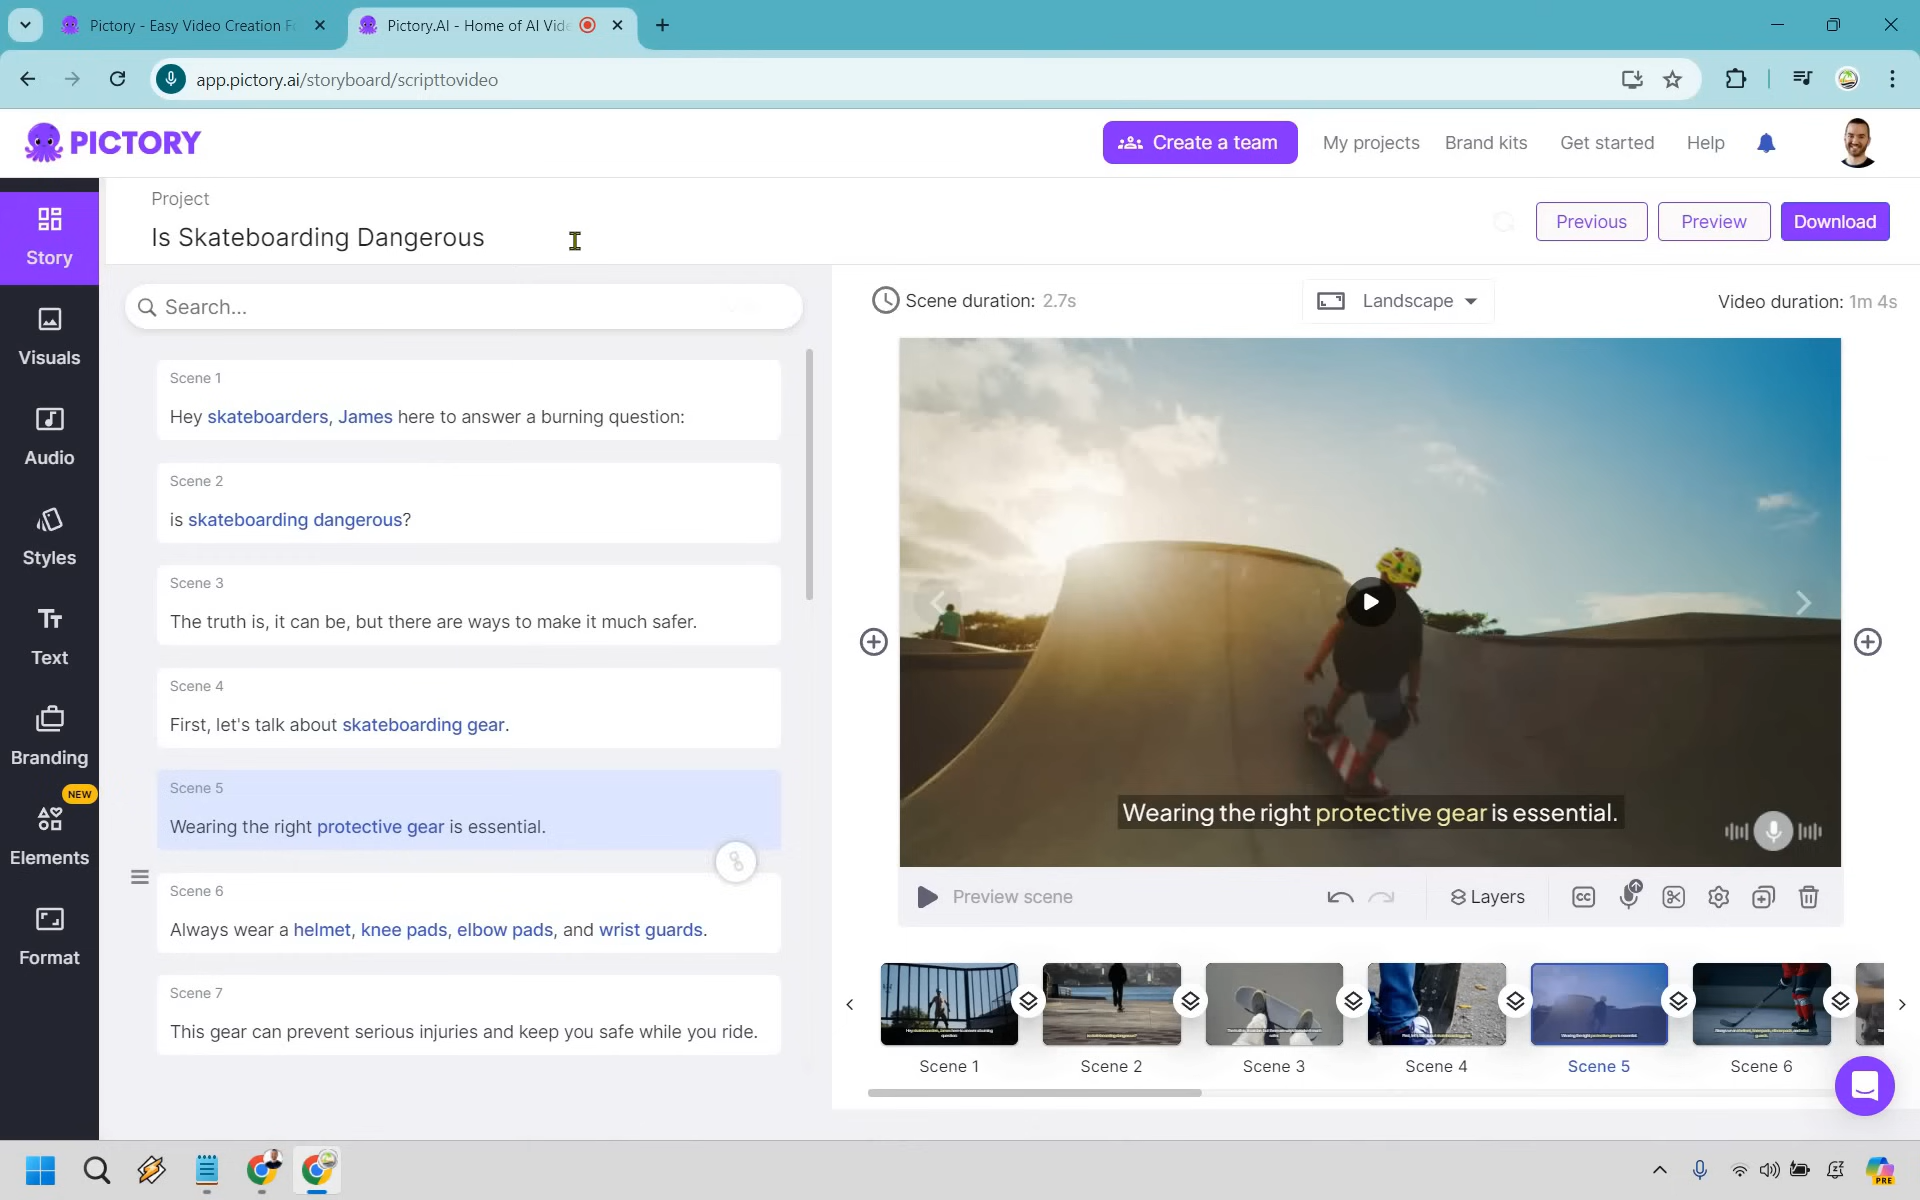 Pictory - Easy Video Creation F
Pictory.AI - Home of AI Vide
app.pictory.ai/storyboard/scripttovideo
PICTORY
Create a team
My projects
Brand kits
Get started
Help
Project
Is Skateboarding Dangerous
Previous
Preview
Download
Story
Visuals
Audio
Styles
Text
Branding
NEW
Elements
Format
Search...
Scene 1
Hey skateboarders, James here to answer a burning question:
Scene 2
is skateboarding dangerous?
Scene 3
The truth is, it can be, but there are ways to make it much safer.
Scene 4
First, let's talk about skateboarding gear.
Scene 5
Wearing the right protective gear is essential.
Scene 6
Always wear a helmet, knee pads, elbow pads, and wrist guards.
Scene 7
This gear can prevent serious injuries and keep you safe while you ride.
Scene duration: 2.7s
Landscape
Video duration: 1m 4s
Wearing the right protective gear is essential.
Preview scene
Layers
CC
Scene 1
Scene 2
Scene 3
Scene 4
Scene 5
Scene 6
PRE